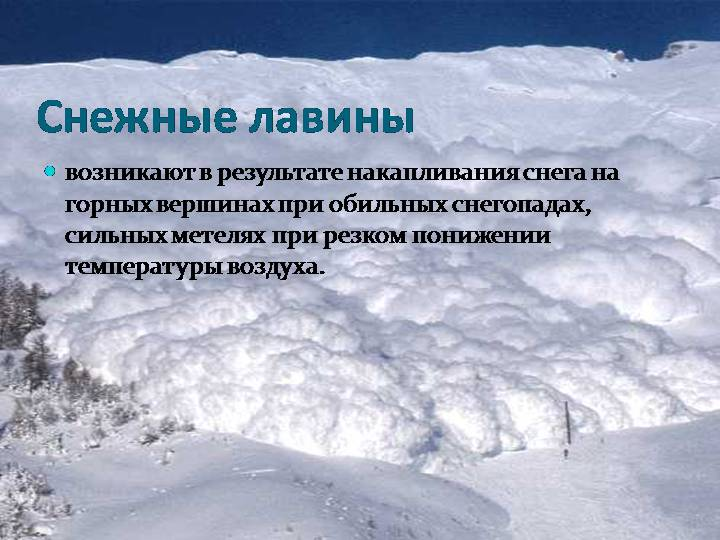 Снежные лавины
возникают в результате накапливания снега на
горных вершинах при обильных снегопадах,
сильных метелях при резком понижении
температуры воздуха.